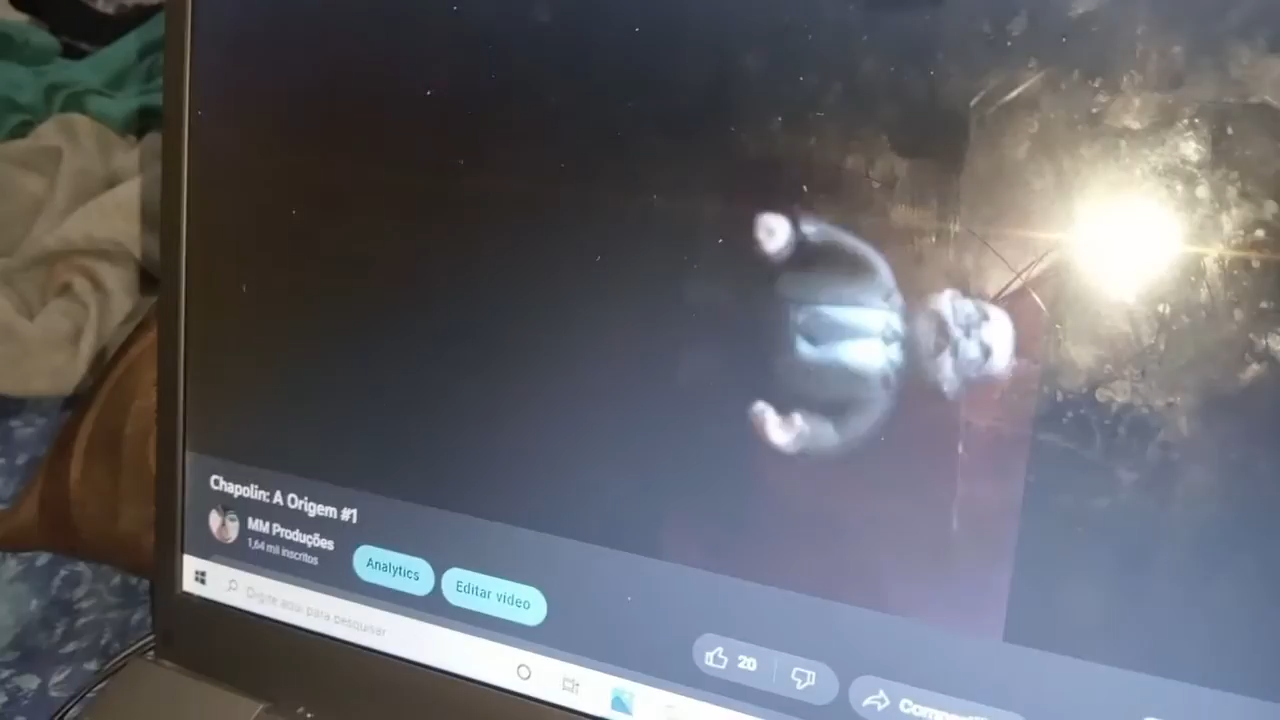 Chapolin: A Origem #1
MM Produções
1,64 mil inscritos
Analytics
Editar vídeo
Digite aqui para pesquisar
20